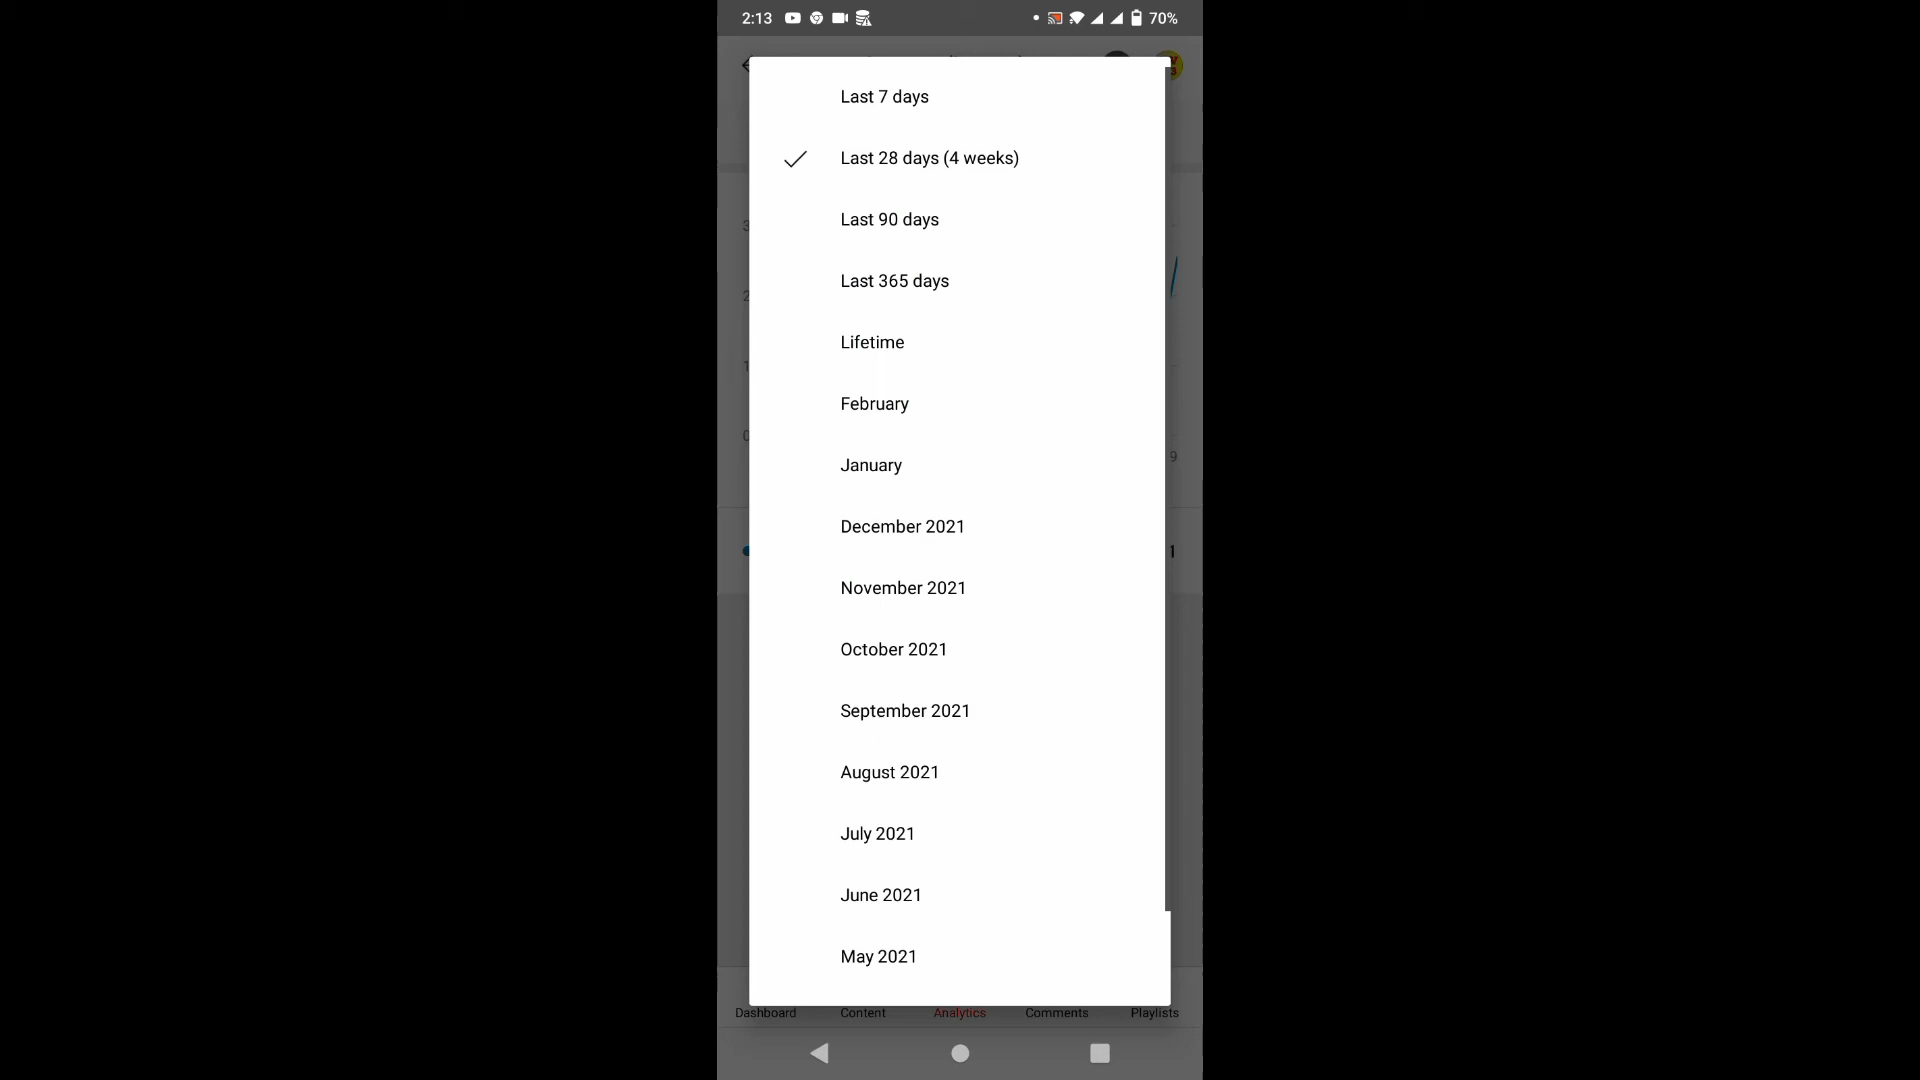 2:13 70%
Last 7 days
Last 28 days (4 weeks)
Last 90 days
Last 365 days
Lifetime
February
January
December 2021
November 2021
October 2021
September 2021
August 2021
July 2021
June 2021
May 2021
Dashboard Content Analytics Comments Playlists